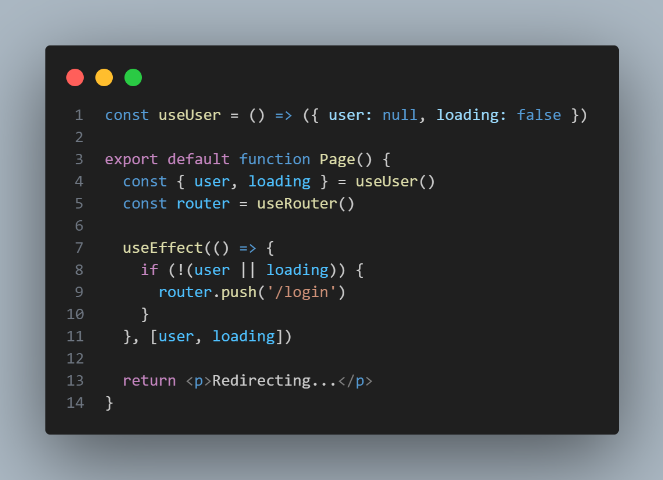 1 const useUser = () => ({ user: null, loading: false })
2
3 export default function Page() {
4   const { user, loading } = useUser()
5   const router = useRouter()
6
7   useEffect(() => {
8     if (!(user || loading)) {
9       router.push('/login')
10     }
11   }, [user, loading])
12
13   return <p>Redirecting...</p>
14 }